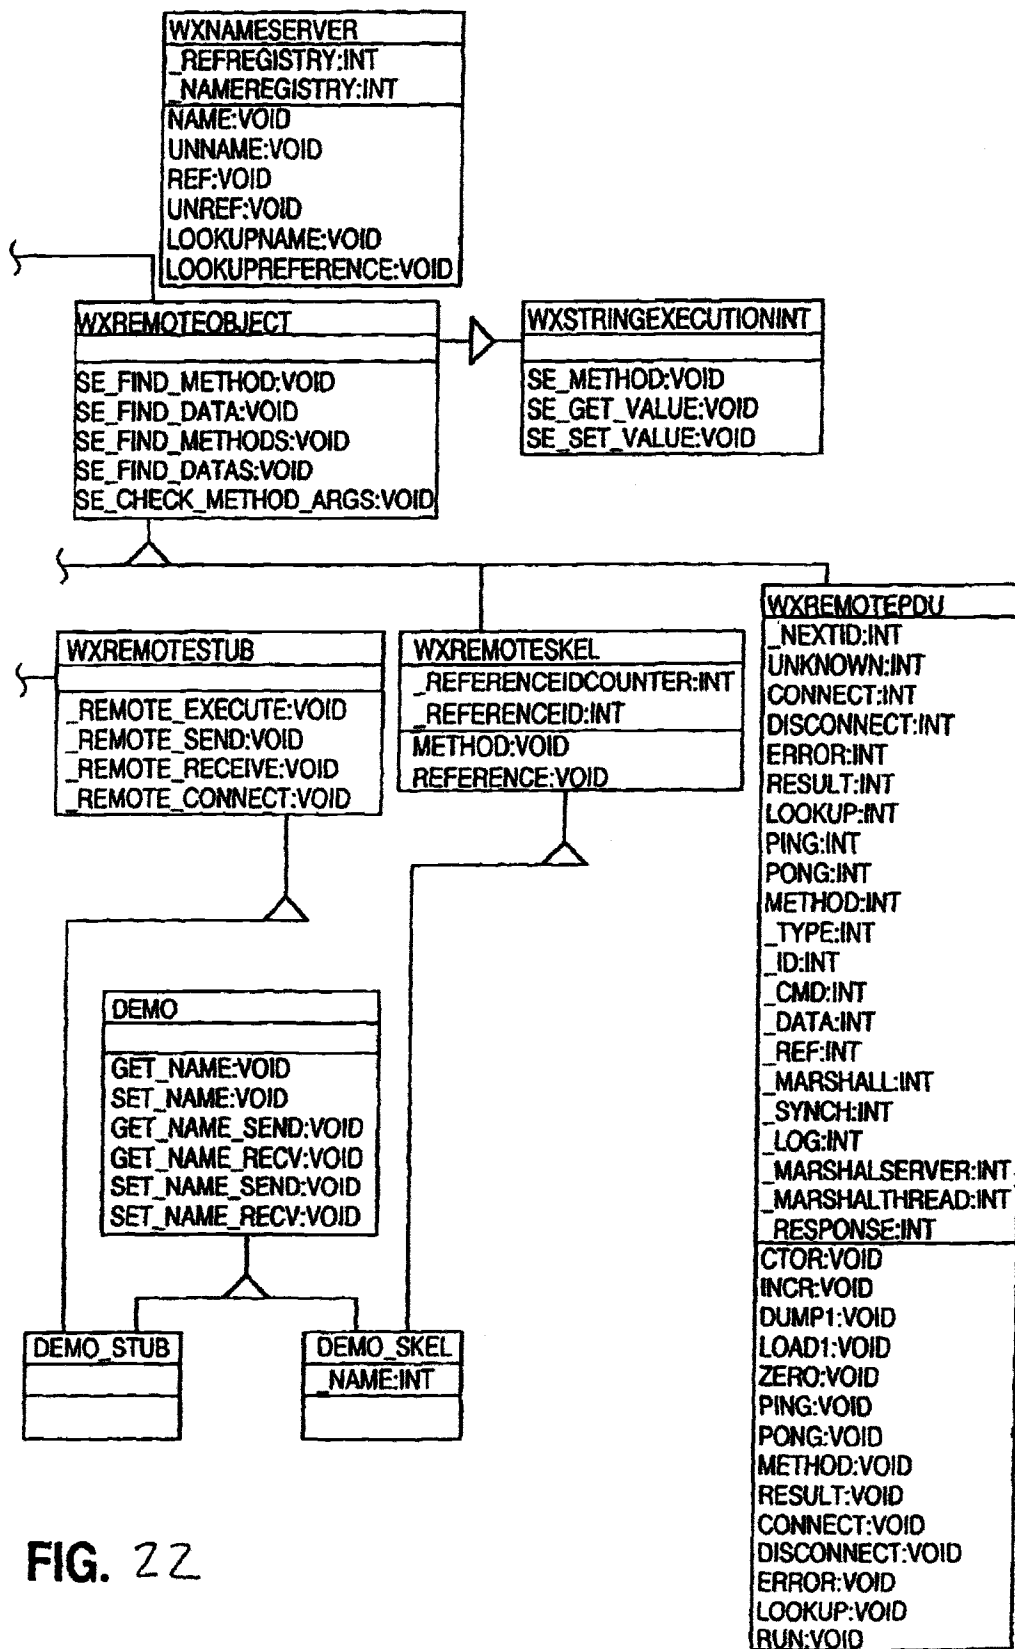 WXNAMESERVER
_REFREGISTRY:INT
_NAMEREGISTRY:INT
NAME:VOID
UNNAME:VOID
REF:VOID
UNREF:VOID
LOOKUPNAME:VOID
LOOKUPREFERENCE:VOID
WXREMOTEOBJECT
SE_FIND_METHOD:VOID
SE_FIND_DATA:VOID
SE_FIND_METHODS:VOID
SE_FIND_DATAS:VOID
SE_CHECK_METHOD_ARGS:VOID
WXSTRINGEXECUTIONINT
SE_METHOD:VOID
SE_GET_VALUE:VOID
SE_SET_VALUE:VOID
WXREMOTESTUB
_REMOTE_EXECUTE:VOID
_REMOTE_SEND:VOID
_REMOTE_RECEIVE:VOID
_REMOTE_CONNECT:VOID
WXREMOTESKEL
_REFERENCEIDCOUNTER:INT
_REFERENCEID:INT
METHOD:VOID
REFERENCE:VOID
WXREMOTEPDU
_NEXTID:INT
UNKNOWN:INT
CONNECT:INT
DISCONNECT:INT
ERROR:INT
RESULT:INT
LOOKUP:INT
PING:INT
PONG:INT
METHOD:INT
_TYPE:INT
_ID:INT
_CMD:INT
_DATA:INT
_REF:INT
_MARSHALL:INT
_SYNCH:INT
_LOG:INT
_MARSHALSERVER:INT
_MARSHALTHREAD:INT
_RESPONSE:INT
CTOR:VOID
INCR:VOID
DUMP1:VOID
LOAD1:VOID
ZERO:VOID
PING:VOID
PONG:VOID
METHOD:VOID
RESULT:VOID
CONNECT:VOID
DISCONNECT:VOID
ERROR:VOID
LOOKUP:VOID
RUN:VOID
DEMO
GET_NAME:VOID
SET_NAME:VOID
GET_NAME_SEND:VOID
GET_NAME_RECV:VOID
SET_NAME_SEND:VOID
SET_NAME_RECV:VOID
DEMO_STUB
DEMO_SKEL
_NAME:INT
FIG. 22